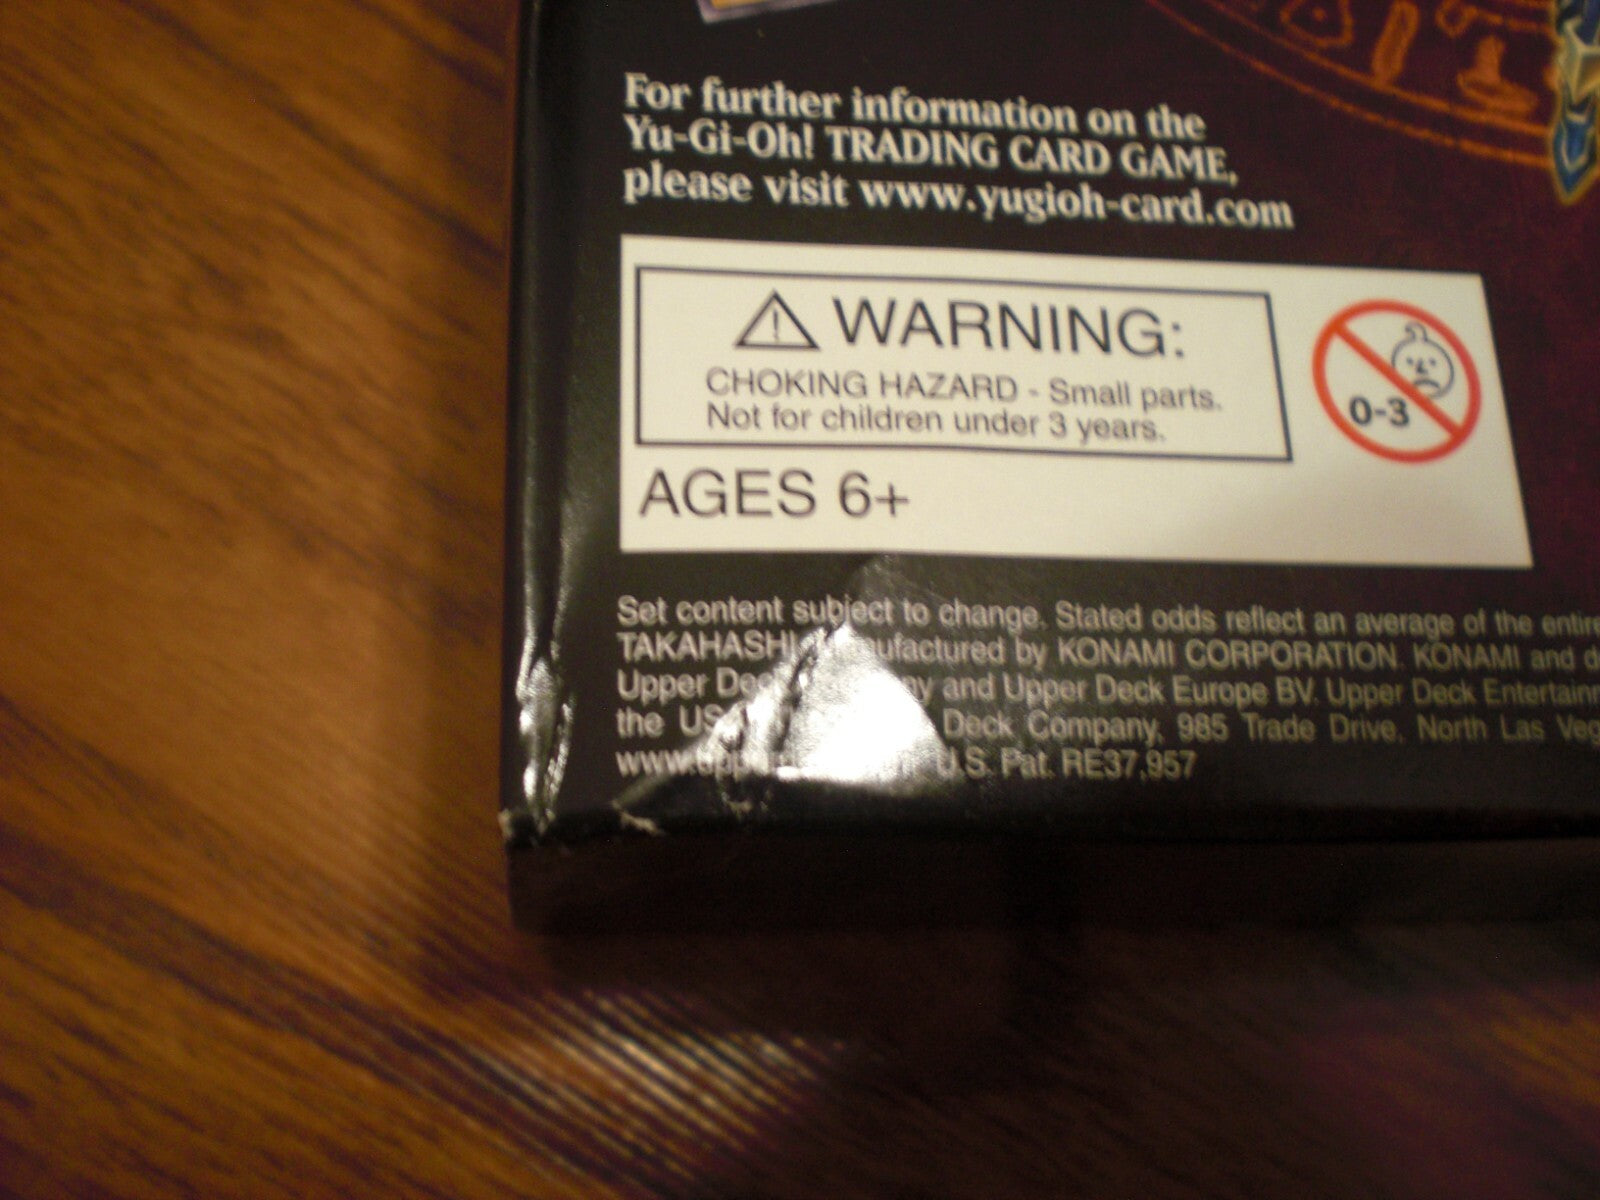 For further information on the
Yu-Gi-Oh! TRADING CARD GAME,
please visit www.yugioh-card.com
WARNING:
CHOKING HAZARD - Small parts.
Not for children under 3 years.
0-3
AGES 6+
Set content subject to change. Stated odds reflect an average of the entire
TAKAHASHI. Manufactured by KONAMI CORPORATION. KONAMI and
Upper and Upper Deck Europe BV. Upper Deck
the Deck Company, 985 Trade Drive, North Las
U.S. Pat. RE37,957